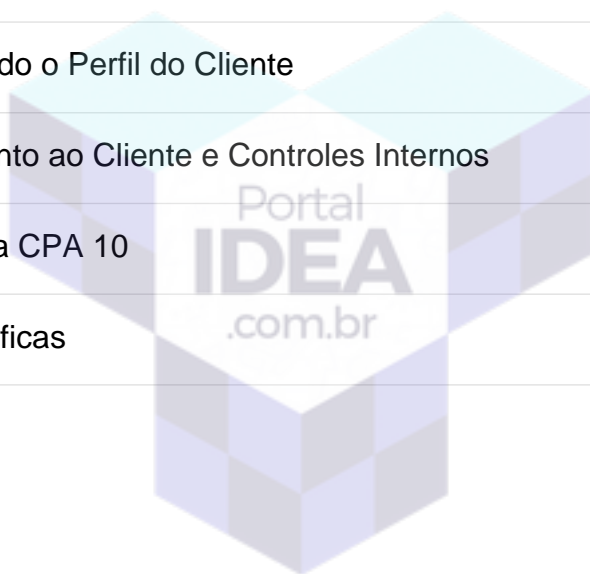 do o Perfil do Cliente
nto ao Cliente e Controles Internos
Portal
a CPA 10
IDEA
.com.br
ficas